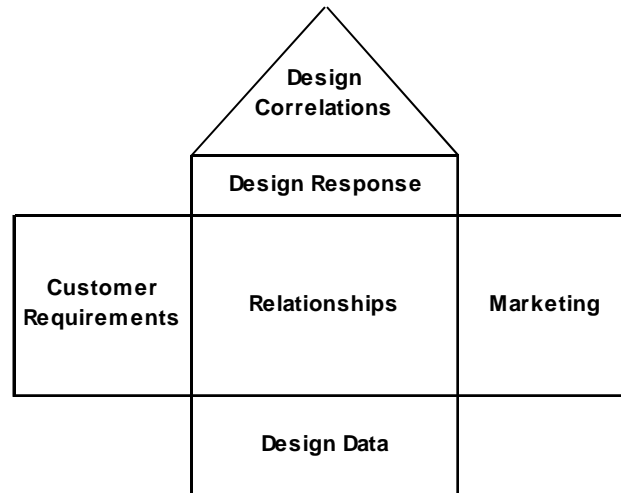 Design
Correlations
Design Response
Customer
Requirements
Relationships
Marketing
Design Data